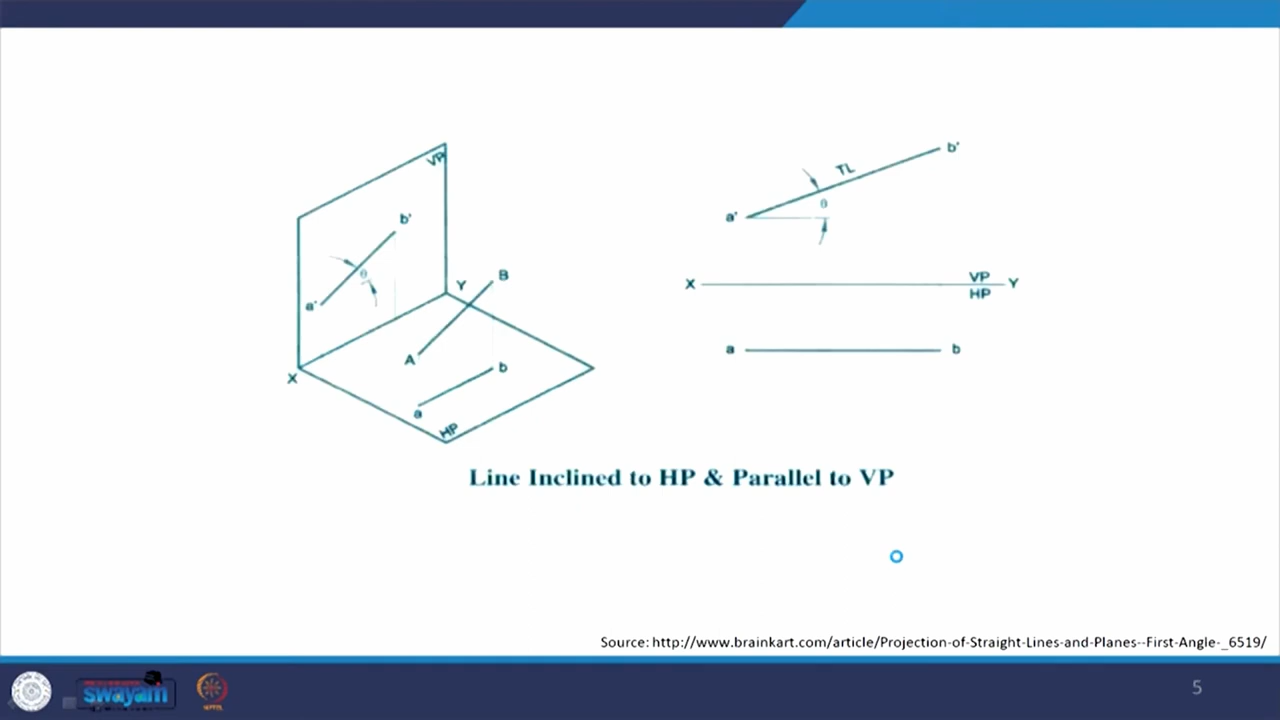 VP
b'
θ
a'
Y
B
A
X
b
a
HP
b'
TL
θ
a'
X
VP
HP
Y
a
b
Line Inclined to HP & Parallel to VP
Source: http://www.brainkart.com/article/Projection-of-Straight-Lines-and-Planes--First-Angle-_6519/
swayam
5